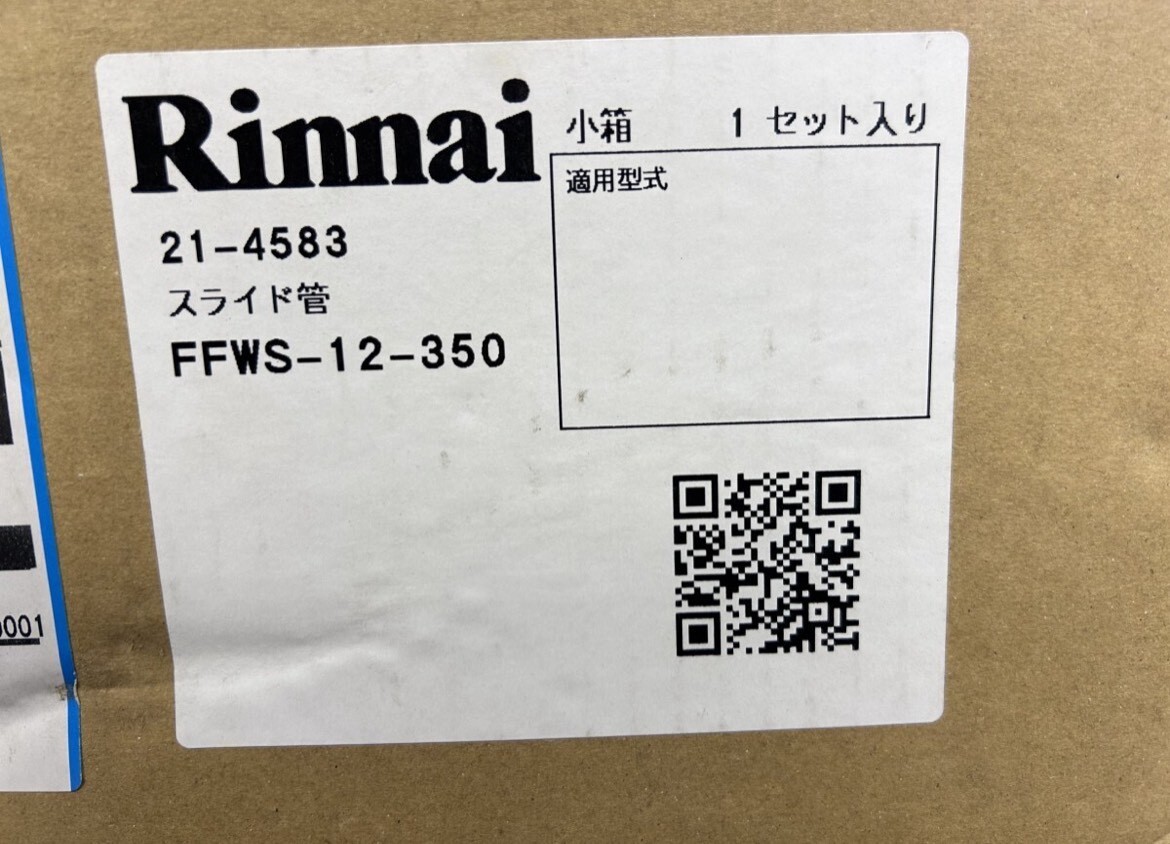 Rinnai
小箱 1 セット入り
適用型式
21-4583
スライド管
FFWS-12-350
001